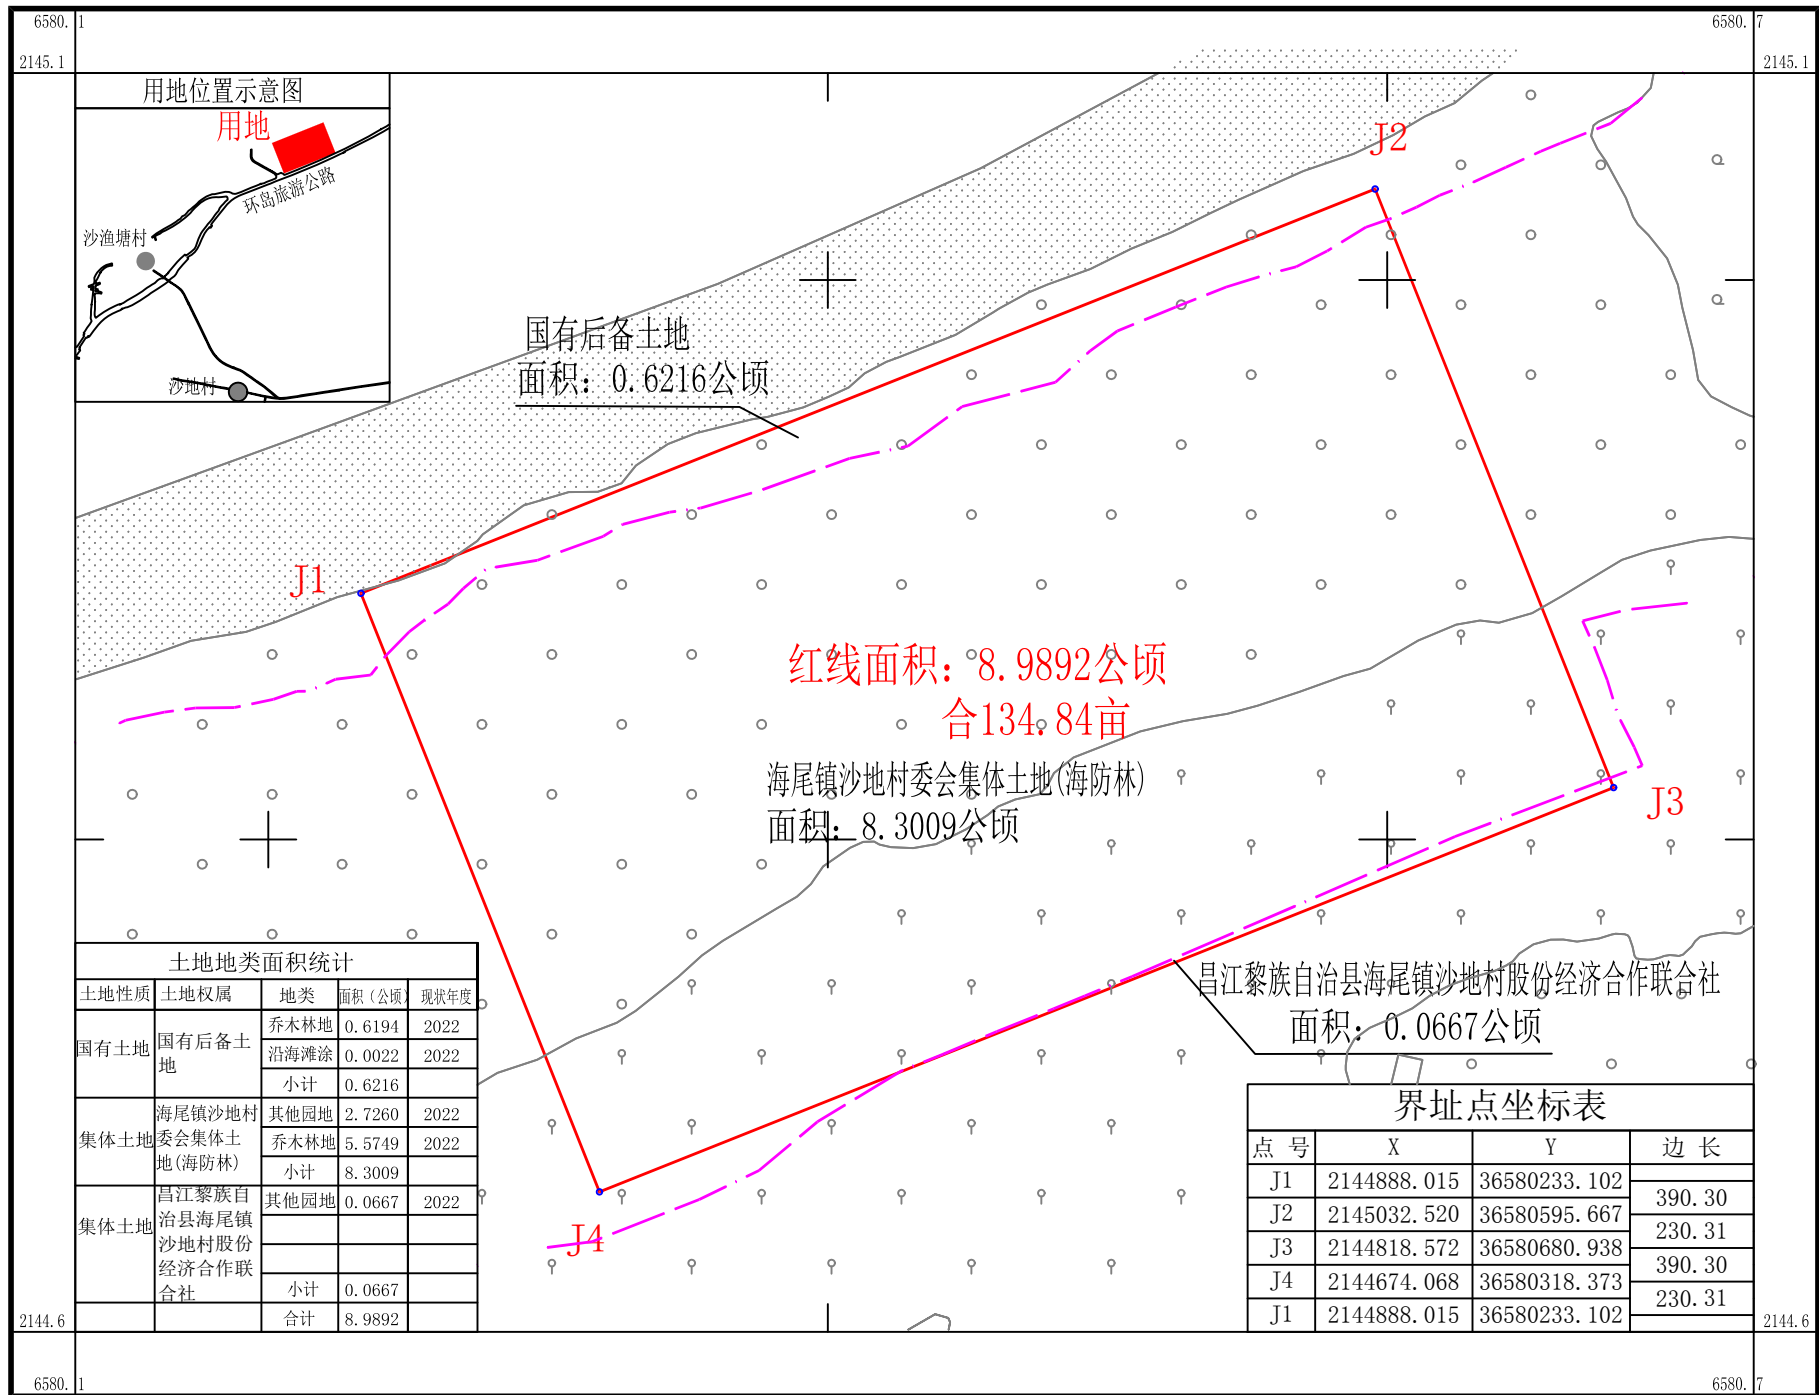 6580.1
6580.7
2145.1
2145.1
用地位置示意图
用地
环岛旅游公路
沙渔塘村
沙地村
J2
国有后备土地
面积：0.6216公顷
J1
红线面积：8.9892公顷
合134.84亩
海尾镇沙地村委会集体土地(海防林)
面积：8.3009公顷
J3
昌江黎族自治县海尾镇沙地村股份经济合作联合社
面积：0.0667公顷
J4
土地地类面积统计
土地性质 土地权属 地类 面积（公顷） 现状年度
国有土地 国有后备土地 乔木林地 0.6194 2022
沿海滩涂 0.0022 2022
小计 0.6216
集体土地 海尾镇沙地村委会集体土地(海防林) 其他园地 2.7260 2022
乔木林地 5.5749 2022
小计 8.3009
集体土地 昌江黎族自治县海尾镇沙地村股份经济合作联合社 其他园地 0.0667 2022
小计 0.0667
合计 8.9892
界址点坐标表
点 号 X Y 边 长
J1 2144888.015 36580233.102
390.30
J2 2145032.520 36580595.667
230.31
J3 2144818.572 36580680.938
390.30
J4 2144674.068 36580318.373
230.31
J1 2144888.015 36580233.102
2144.6
2144.6
6580.1
6580.7